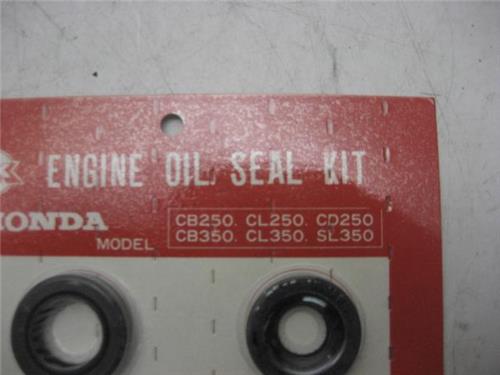 ENGINE OIL SEAL KIT
HONDA
MODEL
CB250. CL250. CD250
CB350. CL350. SL350